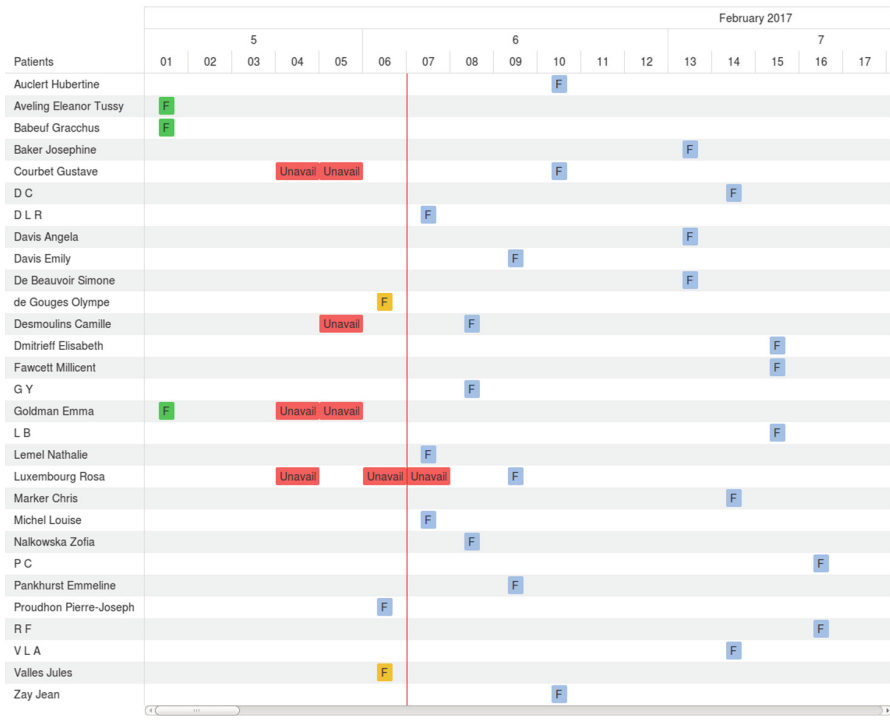 February 2017
5 6 7
Patients 01 02 03 04 05 06 07 08 09 10 11 12 13 14 15 16 17
Auclert Hubertine F
Aveling Eleanor Tussy F
Babeuf Gracchus F
Baker Josephine F
Courbet Gustave Unavail Unavail F
D C F
D L R F
Davis Angela F
Davis Emily F
De Beauvoir Simone F
de Gouges Olympe F
Desmoulins Camille Unavail F
Dmitrieff Elisabeth F
Fawcett Millicent F
G Y F
Goldman Emma F Unavail Unavail
L B F
Lemel Nathalie F
Luxembourg Rosa Unavail Unavail Unavail F
Marker Chris F
Michel Louise F
Nalkowska Zofia F
P C F
Pankhurst Emmeline F
Proudhon Pierre-Joseph F
R F F
V L A F
Valles Jules F
Zay Jean F